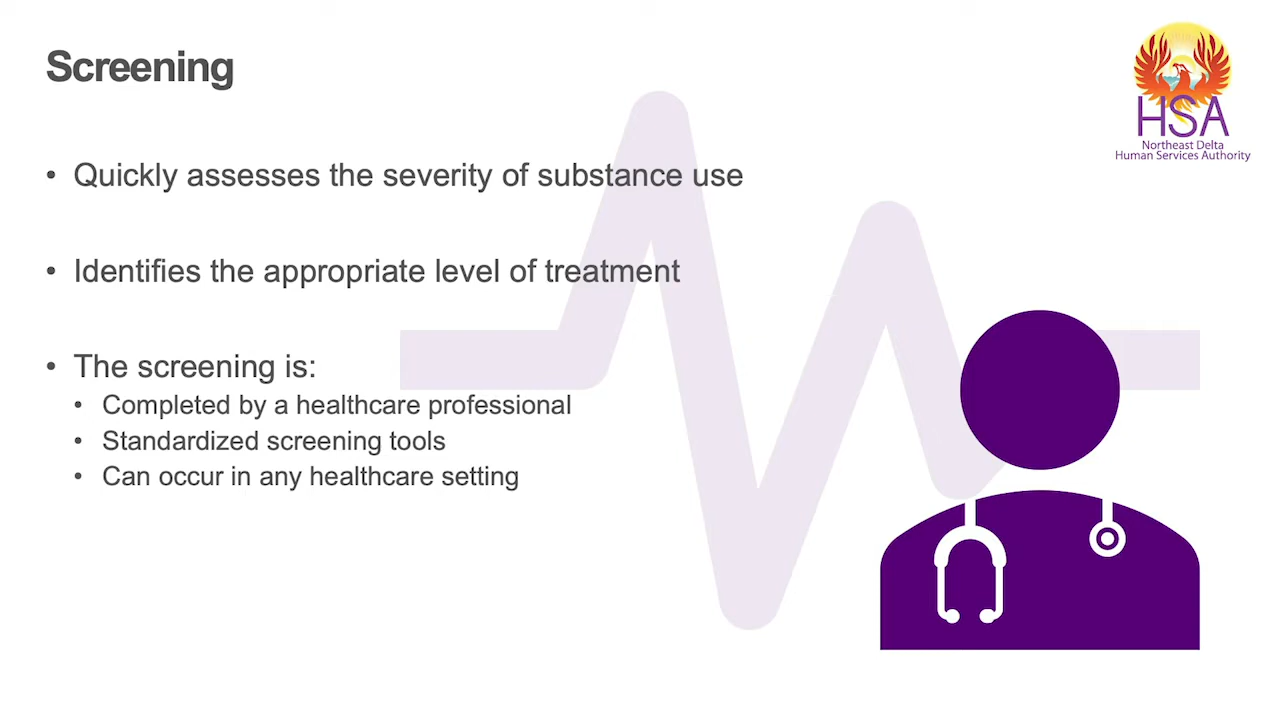 Screening
HSA
Northeast Delta
Human Services Authority
• Quickly assesses the severity of substance use
• Identifies the appropriate level of treatment
• The screening is:
• Completed by a healthcare professional
• Standardized screening tools
• Can occur in any healthcare setting